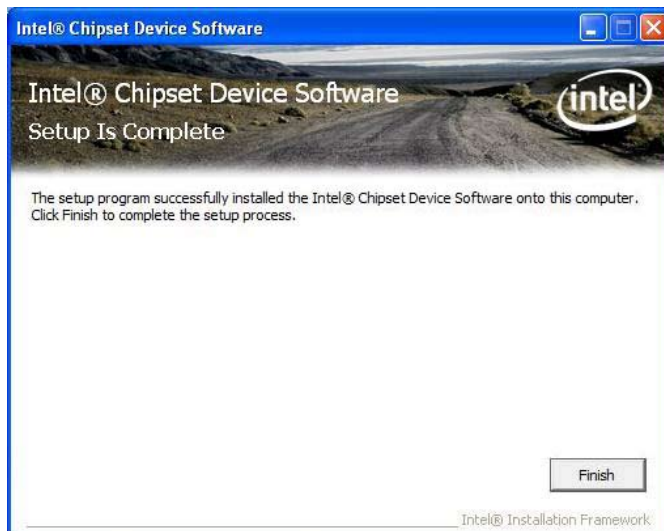 Intel® Chipset Device Software
Intel® Chipset Device Software
Setup Is Complete
intel
The setup program successfully installed the Intel® Chipset Device Software onto this computer.
Click Finish to complete the setup process.
Finish
Intel® Installation Framework